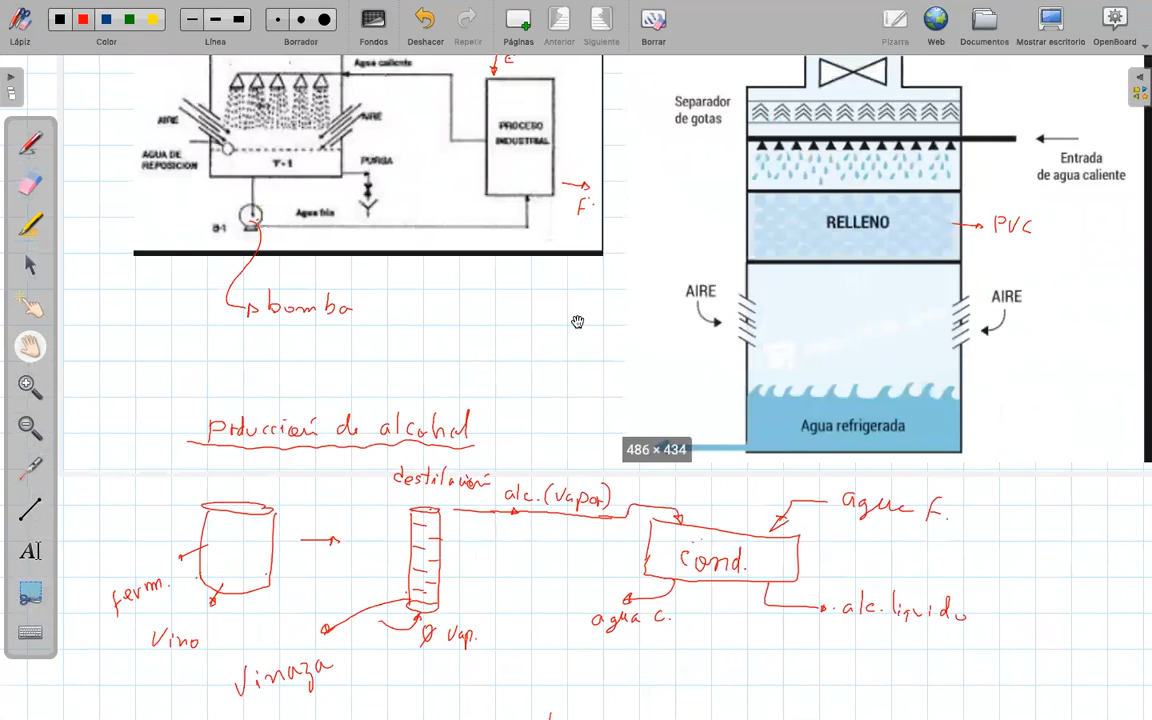 Lápiz
Color
Línea
Borrador
Fondos
Deshacer
Repetir
Páginas
Anterior
Siguiente
Borrar
Pizarra
Web
Documentos
Mostrar escritorio
OpenBoard
Agua caliente
AIRE
AIRE
AGUA DE
REPOSICION
T-1
PURGA
Agua fria
B-1
PROCESO
INDUSTRIAL
C
F
bomba
Separador
de gotas
Entrada
de agua caliente
RELLENO
PVC
AIRE
AIRE
Agua refrigerada
486 × 434
Producción de alcohol
destilación
alc. (vapor)
agua F.
Cond.
agua c.
alc. liquido
ferm.
Vino
Vinaza
vap.
A